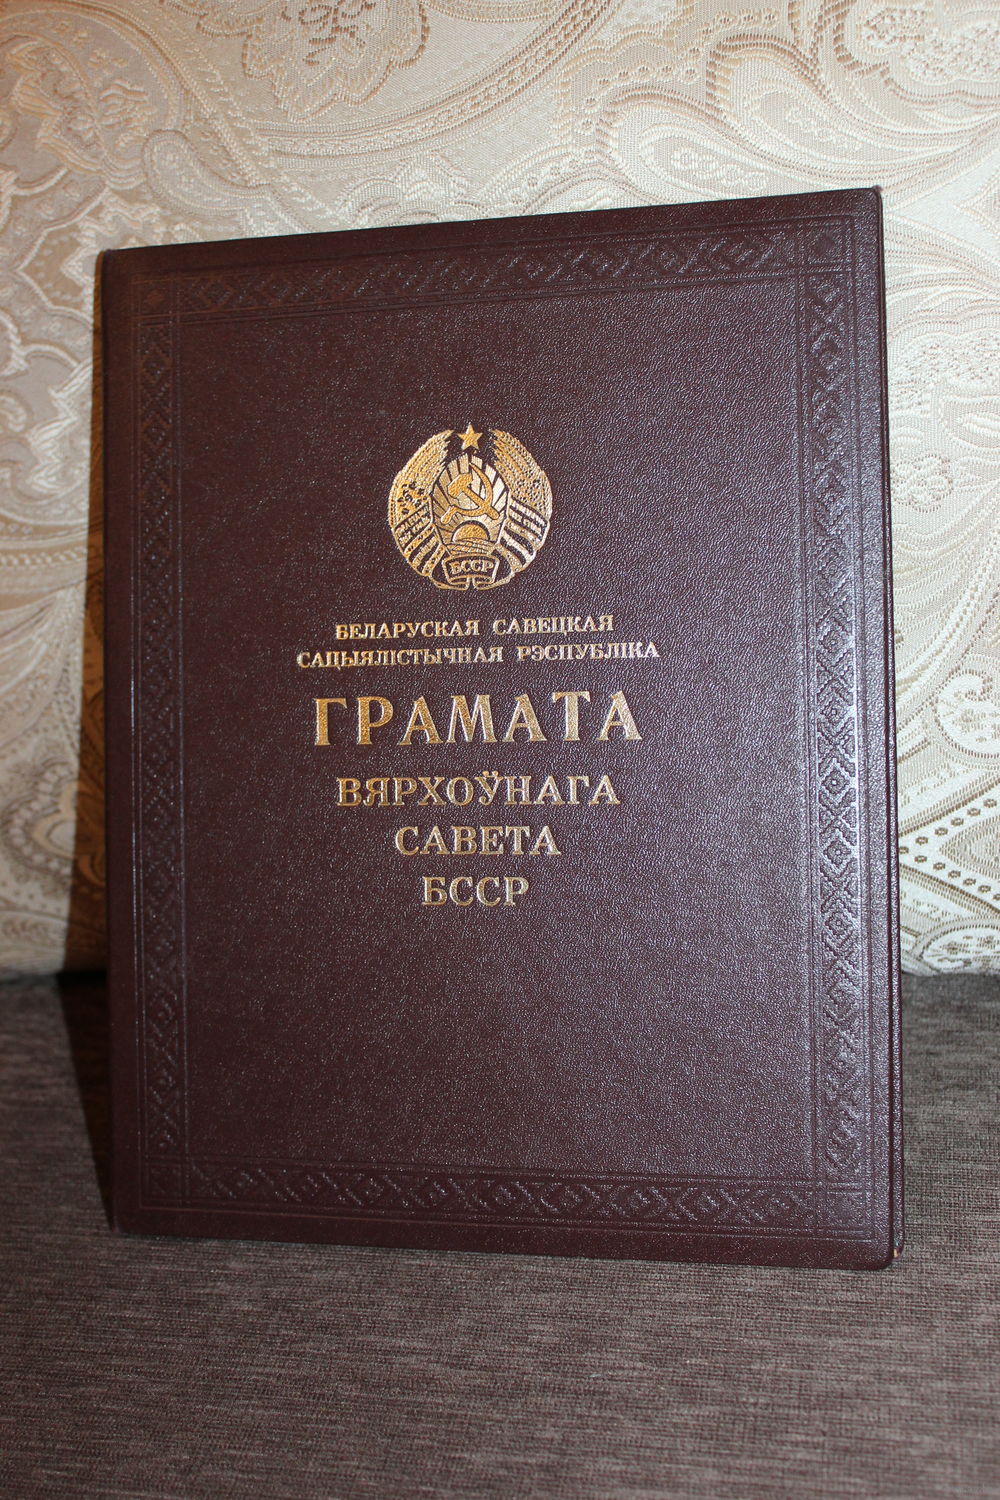 БССР
БЕЛАРУСКАЯ САВЕЦКАЯ
САЦЫЯЛІСТЫЧНАЯ РЭСПУБЛІКА
ГРАМАТА
ВЯРХОЎНАГА
САВЕТА
БССР